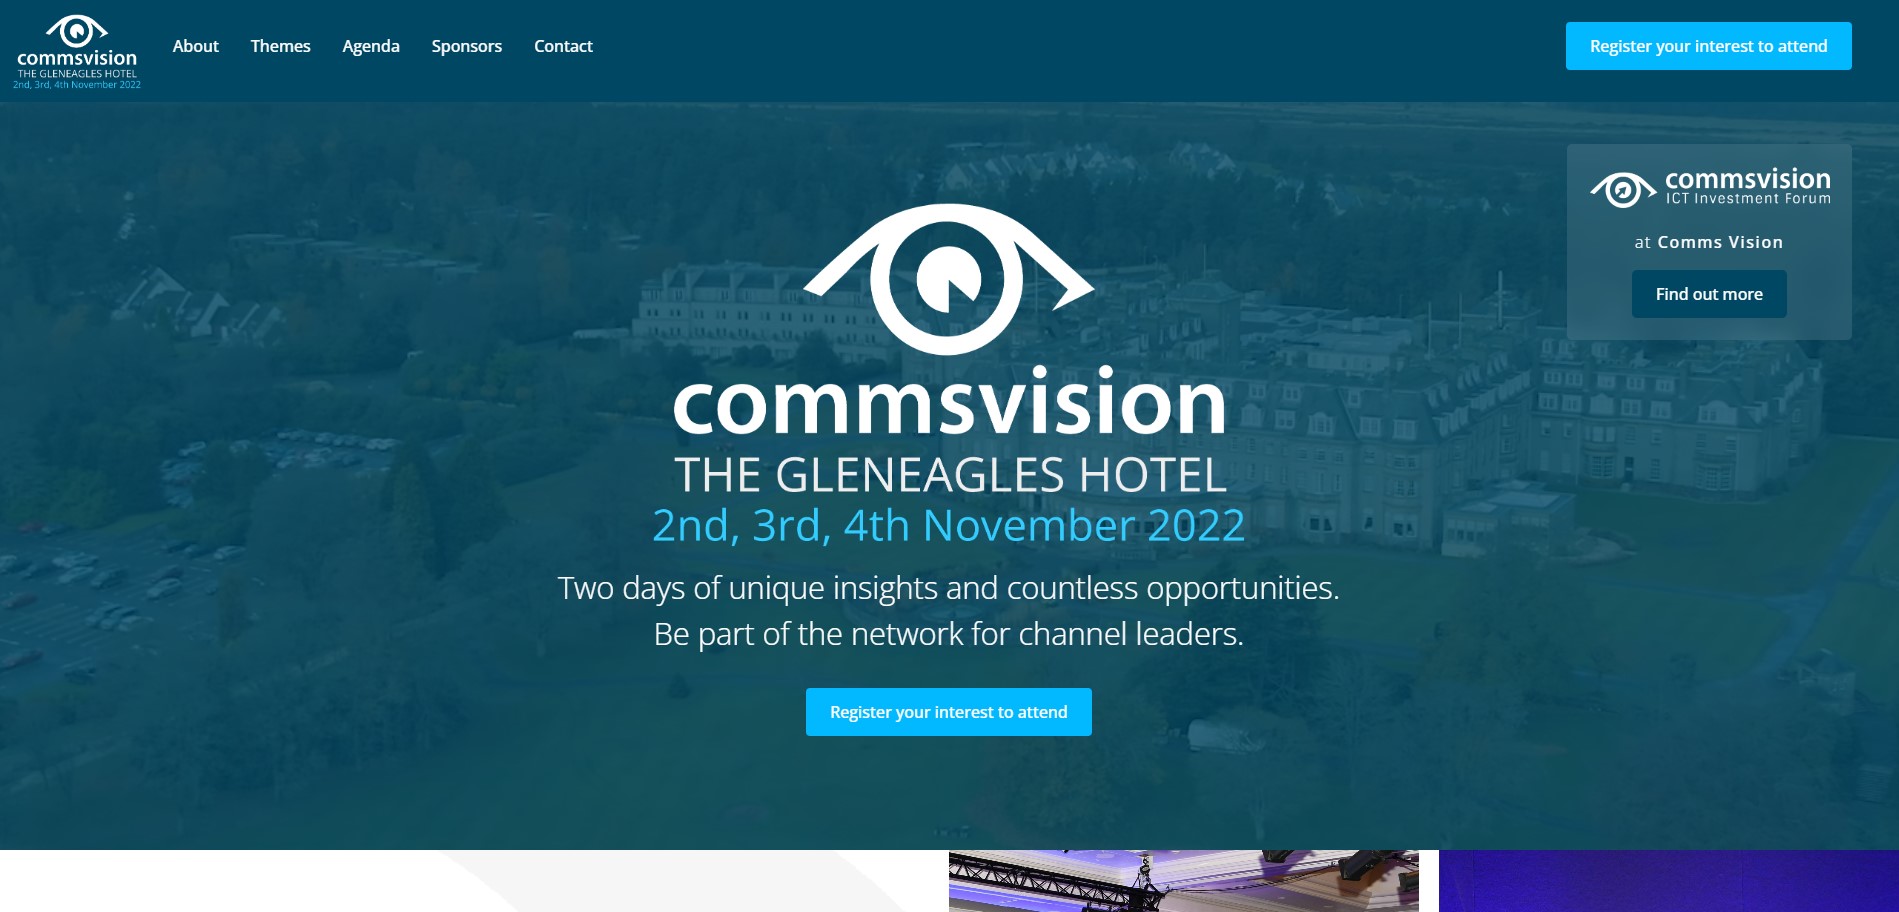 commsvision
THE GLENEAGLES HOTEL
2nd, 3rd, 4th November 2022
About
Themes
Agenda
Sponsors
Contact
Register your interest to attend
commsvision
ICT Investment Forum
at Comms Vision
Find out more
commsvision
THE GLENEAGLES HOTEL
2nd, 3rd, 4th November 2022
Two days of unique insights and countless opportunities.
Be part of the network for channel leaders.
Register your interest to attend